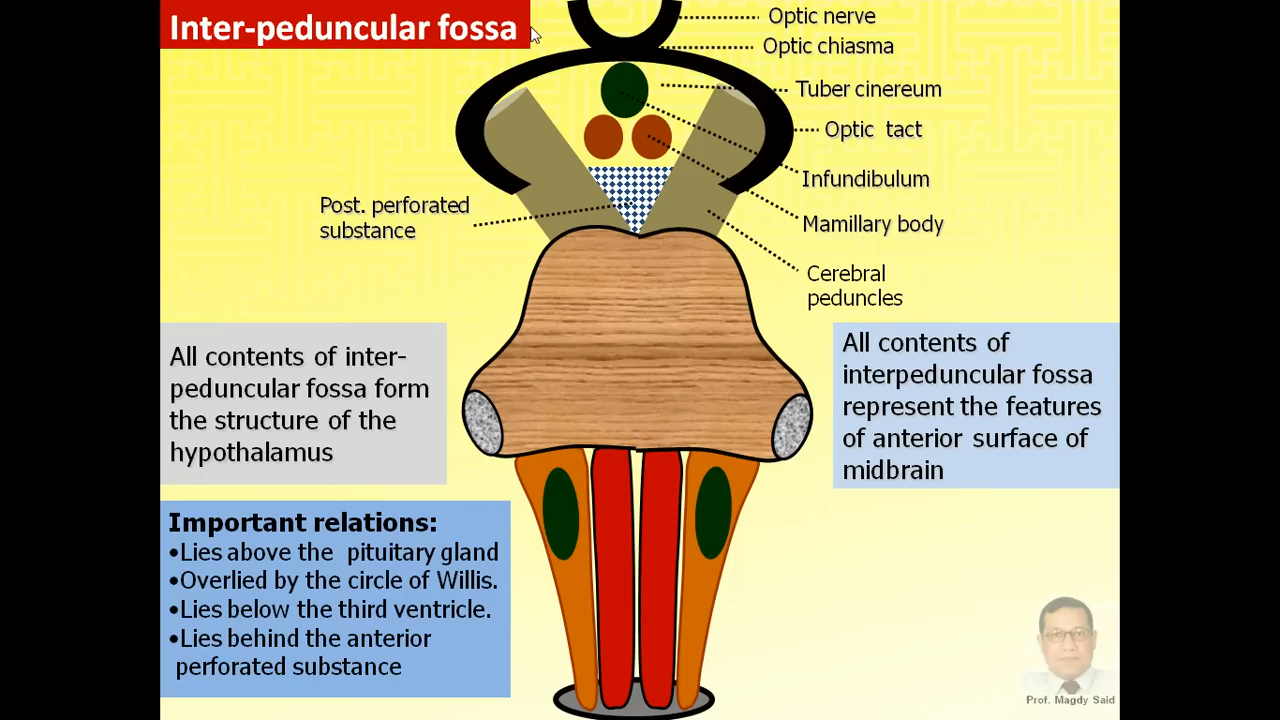 Inter-peduncular fossa
Optic nerve
Optic chiasma
Tuber cinereum
Optic tact
Infundibulum
Mamillary body
Cerebral
peduncles
Post. perforated
substance
All contents of inter-
peduncular fossa form
the structure of the
hypothalamus
All contents of
interpeduncular fossa
represent the features
of anterior surface of
midbrain
Important relations:
•Lies above the pituitary gland
•Overlied by the circle of Willis.
•Lies below the third ventricle.
•Lies behind the anterior
perforated substance
Prof. Magdy Said